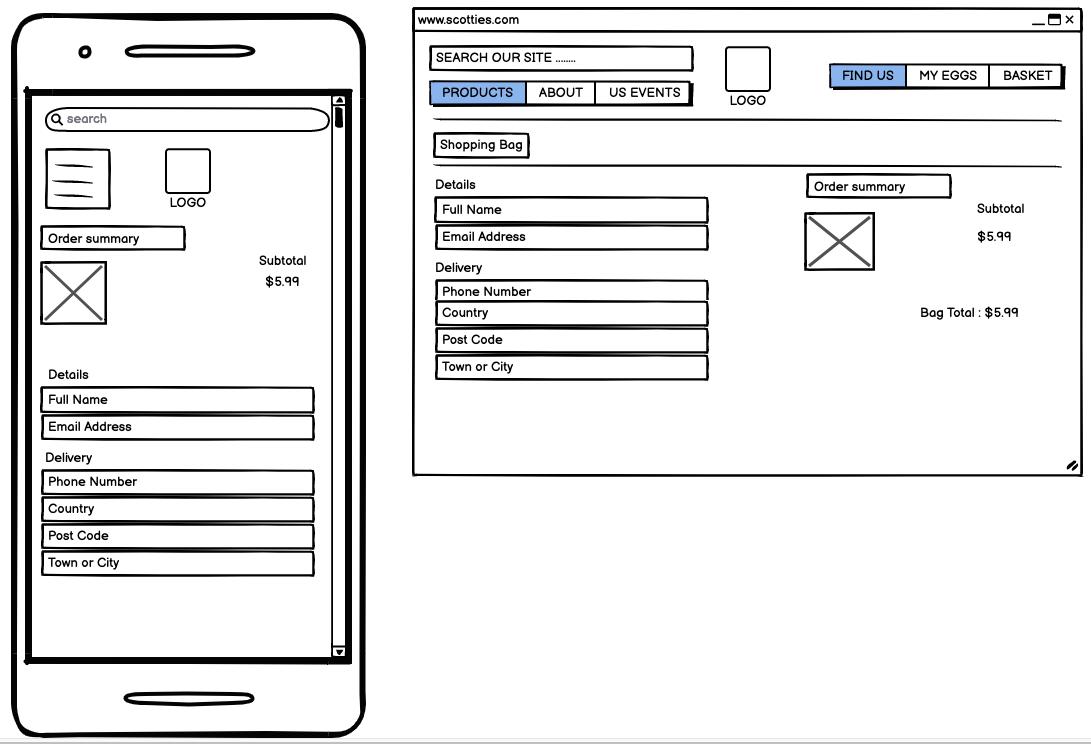 search
LOGO
Order summary
Subtotal
$5.99
Details
Full Name
Email Address
Delivery
Phone Number
Country
Post Code
Town or City
www.scotties.com
SEARCH OUR SITE ........
PRODUCTS ABOUT US EVENTS
LOGO
FIND US MY EGGS BASKET
Shopping Bag
Details
Full Name
Email Address
Delivery
Phone Number
Country
Post Code
Town or City
Order summary
Subtotal
$5.99
Bag Total : $5.99